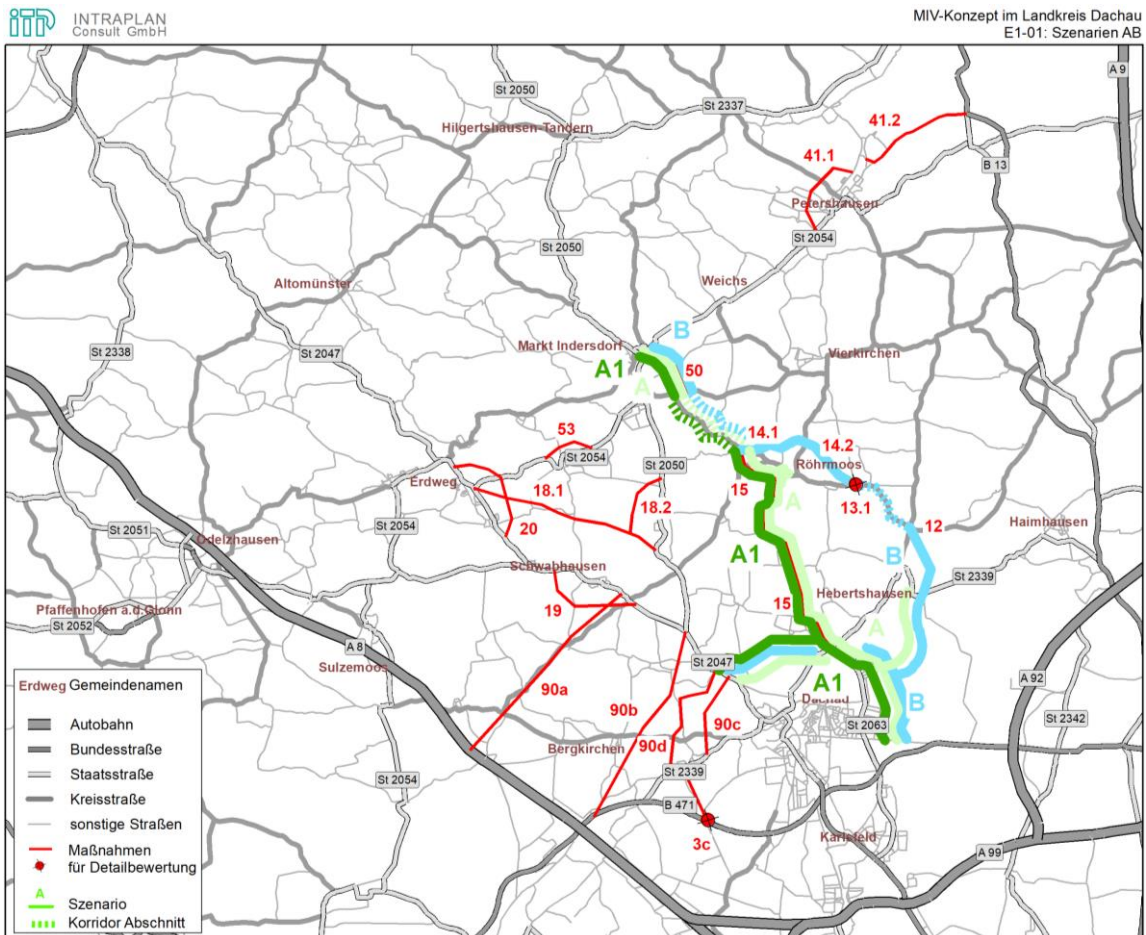 iTP INTRAPLAN
Consult GmbH
MIV-Konzept im Landkreis Dachau
E1-01: Szenarien AB
A 9
St 2050
St 2337
41.2
Hilgertshausen-Tandern
41.1
B 13
Petershausen
St 2054
St 2050
Weichs
Altomünster
B
Markt Indersdorf
St 2338
St 2047
Vierkirchen
A1
50
A
53
14.1
14.2
St 2054
St 2050
Röhrmoos
Erdweg
18.1
15
A
13.1
18.2
12
St 2051
St 2054
20
Haimhausen
Odelzhausen
A1
B
Schwabhausen
St 2339
Hebertshausen
19
15
Pfaffenhofen a.d.Glonn
St 2052
A
A 8
Sulzemoos
St 2047
A 92
A1
90a
Dachau
B
90b
90c
St 2063
St 2342
Bergkirchen
90d
St 2339
St 2054
B 471
3c
Karlsfeld
A 99
Erdweg Gemeindenamen
Autobahn
Bundesstraße
Staatsstraße
Kreisstraße
sonstige Straßen
Maßnahmen
für Detailbewertung
A
Szenario
Korridor Abschnitt